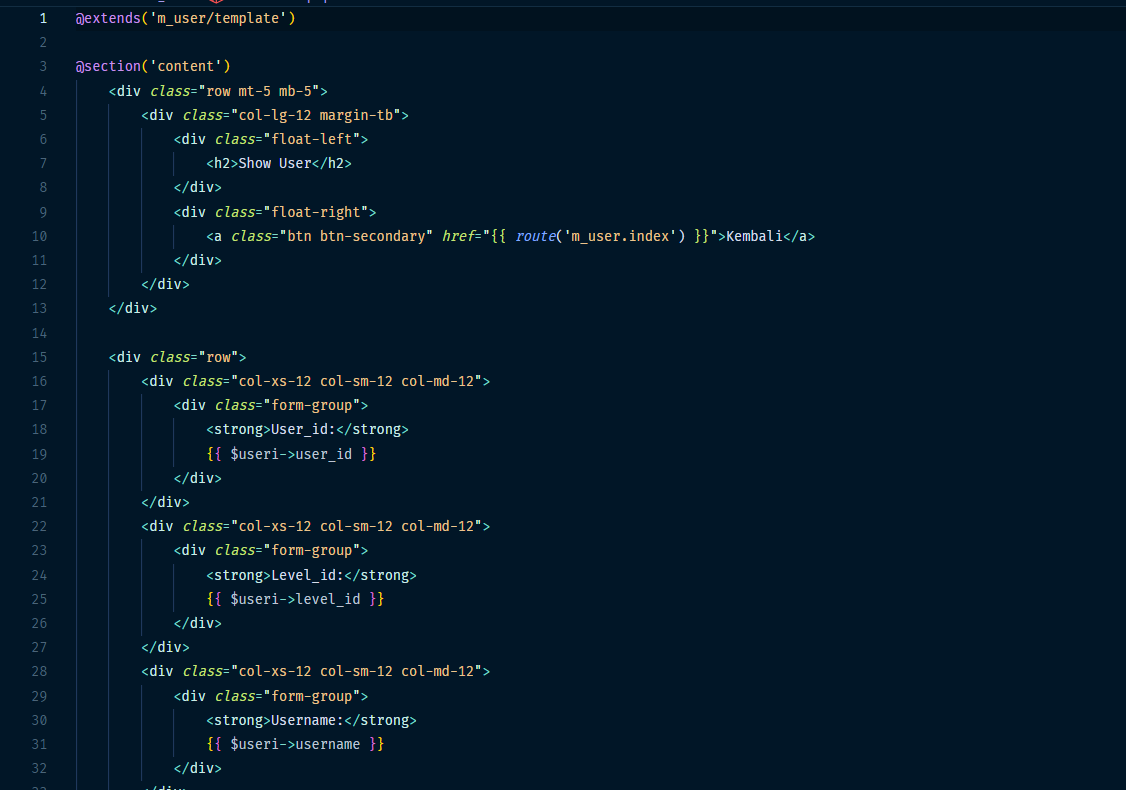 1 @extends('m_user/template')
2
3 @section('content')
4     <div class="row mt-5 mb-5">
5         <div class="col-lg-12 margin-tb">
6             <div class="float-left">
7                 <h2>Show User</h2>
8             </div>
9             <div class="float-right">
10                 <a class="btn btn-secondary" href="{{ route('m_user.index') }}">Kembali</a>
11             </div>
12         </div>
13     </div>
14
15     <div class="row">
16         <div class="col-xs-12 col-sm-12 col-md-12">
17             <div class="form-group">
18                 <strong>User_id:</strong>
19                 {{ $useri->user_id }}
20             </div>
21         </div>
22         <div class="col-xs-12 col-sm-12 col-md-12">
23             <div class="form-group">
24                 <strong>Level_id:</strong>
25                 {{ $useri->level_id }}
26             </div>
27         </div>
28         <div class="col-xs-12 col-sm-12 col-md-12">
29             <div class="form-group">
30                 <strong>Username:</strong>
31                 {{ $useri->username }}
32             </div>